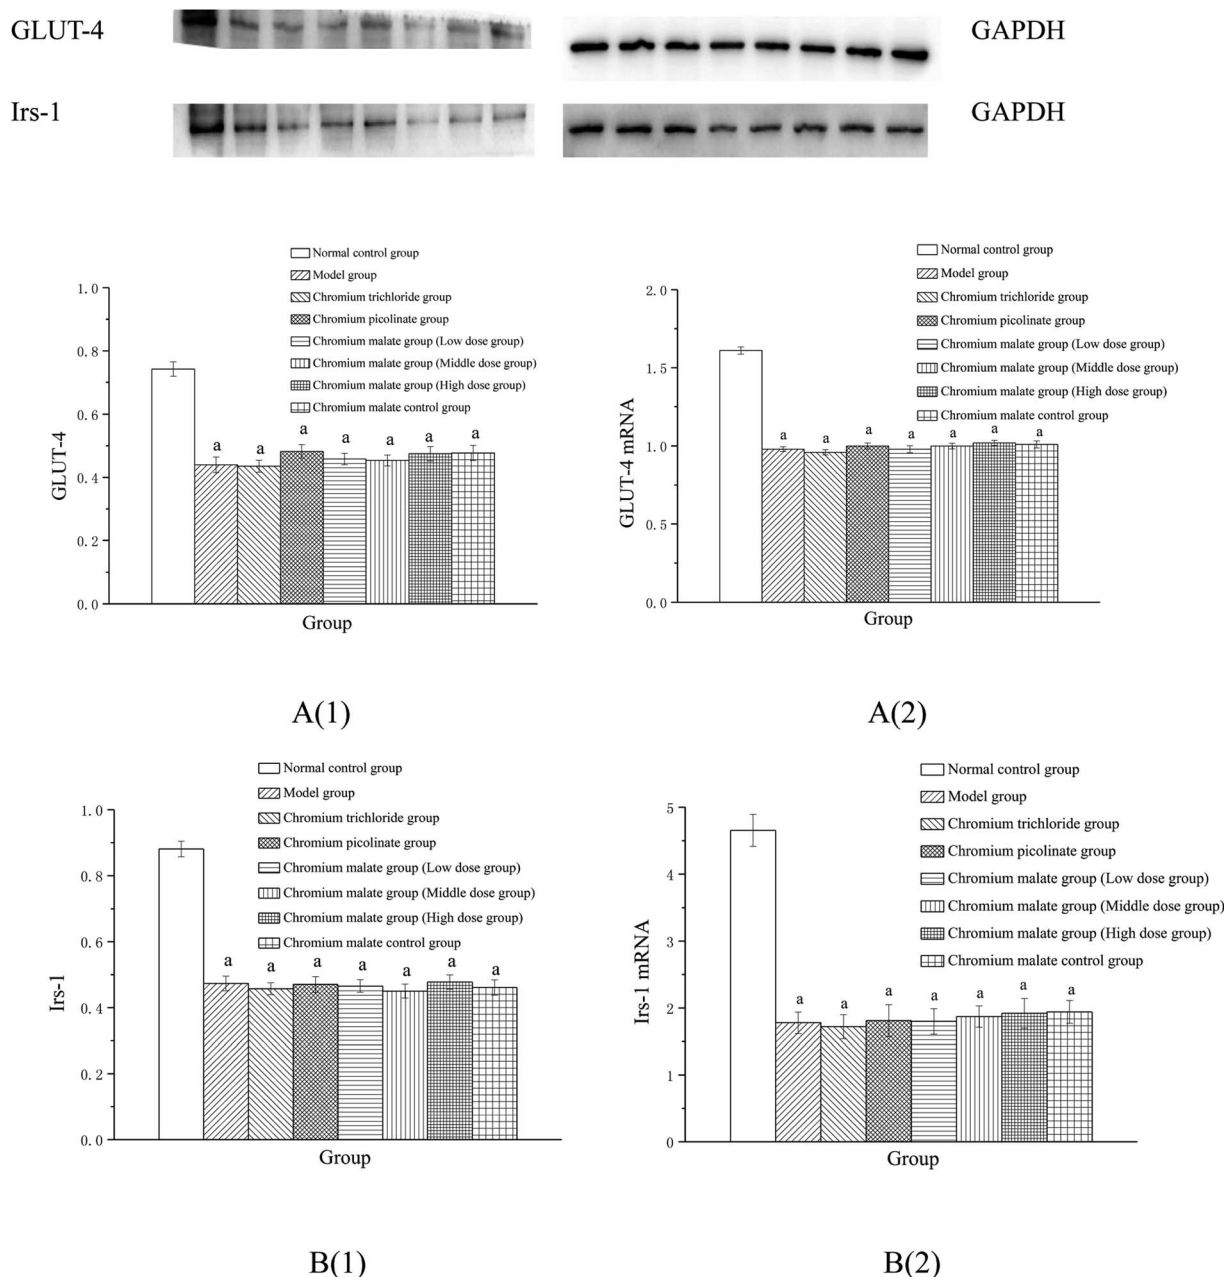 GLUT-4
GAPDH
Irs-1
GAPDH
Normal control group
Model group
Chromium trichloride group
Chromium picolinate group
Chromium malate group (Low dose group)
Chromium malate group (Middle dose group)
Chromium malate group (High dose group)
Chromium malate control group
1.0
0.8
0.6
0.4
0.2
0.0
GLUT-4
a a a a a a a
Group
A(1)
Normal control group
Model group
Chromium trichloride group
Chromium picolinate group
Chromium malate group (Low dose group)
Chromium malate group (Middle dose group)
Chromium malate group (High dose group)
Chromium malate control group
2.0
1.5
1.0
0.5
0.0
GLUT-4 mRNA
a a a a a a a
Group
A(2)
Normal control group
Model group
Chromium trichloride group
Chromium picolinate group
Chromium malate group (Low dose group)
Chromium malate group (Middle dose group)
Chromium malate group (High dose group)
Chromium malate control group
1.0
0.8
0.6
0.4
0.2
0.0
Irs-1
a a a a a a a
Group
B(1)
Normal control group
Model group
Chromium trichloride group
Chromium picolinate group
Chromium malate group (Low dose group)
Chromium malate group (Middle dose group)
Chromium malate group (High dose group)
Chromium malate control group
5
4
3
2
1
0
Irs-1 mRNA
a a a a a a a
Group
B(2)